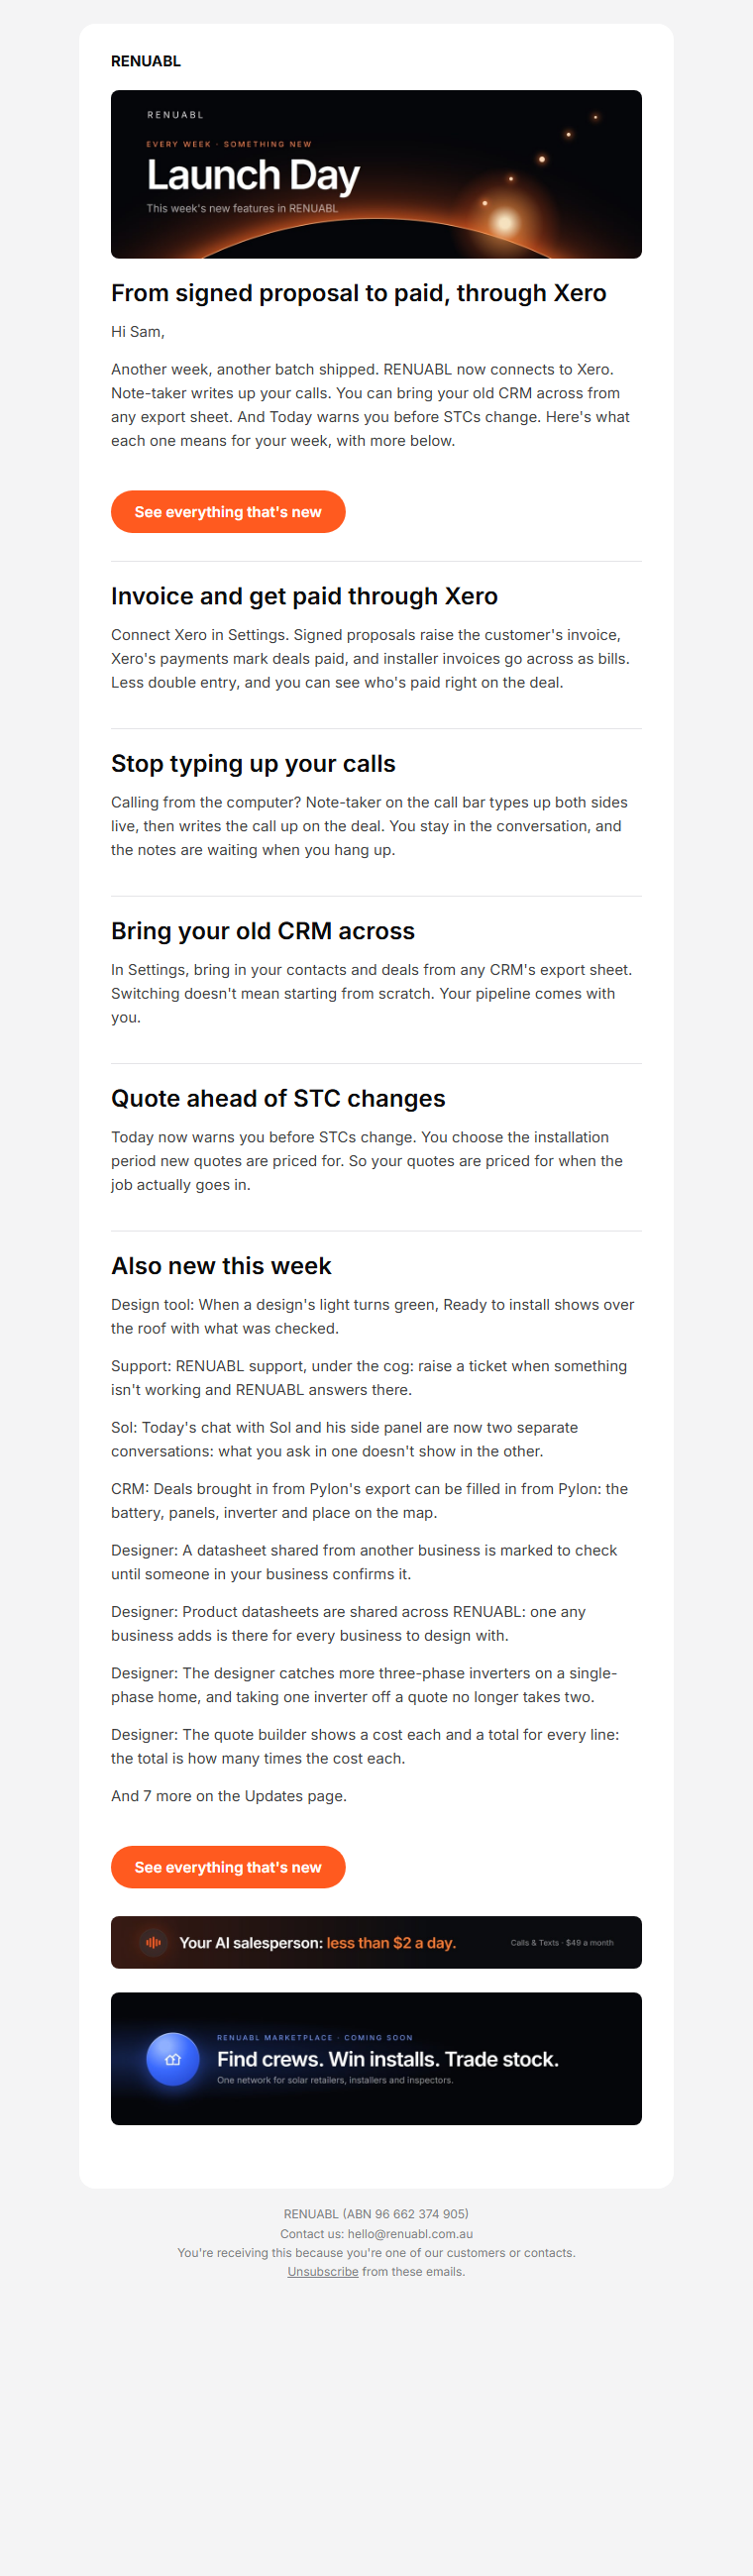 RENUABL
RENUABL
EVERY WEEK · SOMETHING NEW
Launch Day
This week's new features in RENUABL
From signed proposal to paid, through Xero
Hi Sam,
Another week, another batch shipped. RENUABL now connects to Xero.
Note-taker writes up your calls. You can bring your old CRM across from
any export sheet. And Today warns you before STCs change. Here's what
each one means for your week, with more below.
See everything that's new
Invoice and get paid through Xero
Connect Xero in Settings. Signed proposals raise the customer's invoice,
Xero's payments mark deals paid, and installer invoices go across as bills.
Less double entry, and you can see who's paid right on the deal.
Stop typing up your calls
Calling from the computer? Note-taker on the call bar types up both sides
live, then writes the call up on the deal. You stay in the conversation, and
the notes are waiting when you hang up.
Bring your old CRM across
In Settings, bring in your contacts and deals from any CRM's export sheet.
Switching doesn't mean starting from scratch. Your pipeline comes with
you.
Quote ahead of STC changes
Today now warns you before STCs change. You choose the installation
period new quotes are priced for. So your quotes are priced for when the
job actually goes in.
Also new this week
Design tool: When a design's light turns green, Ready to install shows over
the roof with what was checked.
Support: RENUABL support, under the cog: raise a ticket when something
isn't working and RENUABL answers there.
Sol: Today's chat with Sol and his side panel are now two separate
conversations: what you ask in one doesn't show in the other.
CRM: Deals brought in from Pylon's export can be filled in from Pylon: the
battery, panels, inverter and place on the map.
Designer: A datasheet shared from another business is marked to check
until someone in your business confirms it.
Designer: Product datasheets are shared across RENUABL: one any
business adds is there for every business to design with.
Designer: The designer catches more three-phase inverters on a single-
phase home, and taking one inverter off a quote no longer takes two.
Designer: The quote builder shows a cost each and a total for every line:
the total is how many times the cost each.
And 7 more on the Updates page.
See everything that's new
Your AI salesperson: less than $2 a day.
Calls & Texts · $49 a month
RENUABL MARKETPLACE · COMING SOON
Find crews. Win installs. Trade stock.
One network for solar retailers, installers and inspectors.
RENUABL (ABN 96 662 374 905)
Contact us: hello@renuabl.com.au
You're receiving this because you're one of our customers or contacts.
Unsubscribe from these emails.